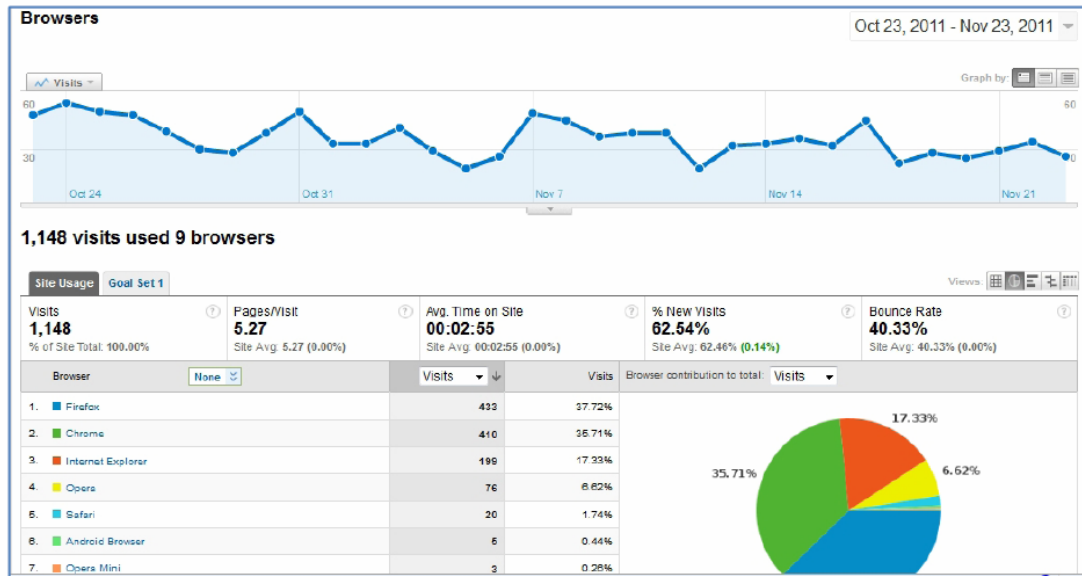 Browsers
Oct 23, 2011 - Nov 23, 2011
Visits
Graph by:
60 60
30
Oct 24 Oct 31 Nov 7 Nov 14 Nov 21
1,148 visits used 9 browsers
Site Usage Goal Set 1 Views
Visits Pages/Visit Avg. Time on Site % New Visits Bounce Rate
1,148 5.27 00:02:55 62.54% 40.33%
% of Site Total: 100.00% Site Avg: 5.27 (0.00%) Site Avg: 00:02:55 (0.00%) Site Avg: 62.46% (0.14%) Site Avg: 40.33% (0.00%)
Browser None Visits Visits Browser contribution to total: Visits
1. Firefox 433 37.72%
2. Chrome 410 35.71%
3. Internet Explorer 199 17.33%
4. Opera 76 6.62%
5. Safari 20 1.74%
6. Android Browser 5 0.44%
7. Opera Mini 3 0.26%
17.33%
35.71%
6.62%